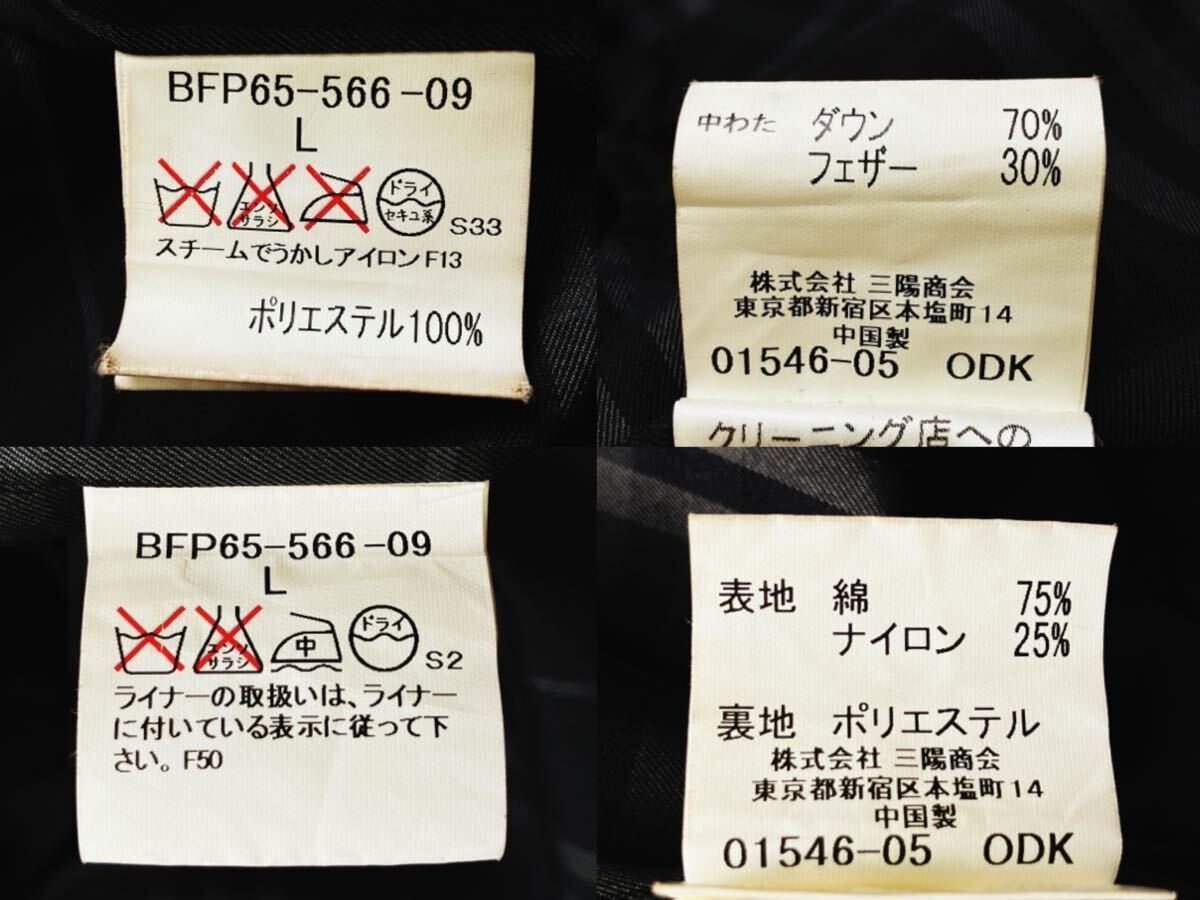 BFP65-566-09
L
エンソ
サラシ
ドライ
セキユ系
S33
スチームでうかしアイロンF13
ポリエステル100%
中わた ダウン 70%
フェザー 30%
株式会社 三陽商会
東京都新宿区本塩町14
中国製
01546-05 ODK
クリーニング店への
BFP65-566-09
L
エンソ
サラシ
中
ドライ
S2
ライナーの取扱いは、ライナー
に付いている表示に従って下
さい。F50
表地 綿 75%
ナイロン 25%
裏地 ポリエステル
株式会社 三陽商会
東京都新宿区本塩町14
中国製
01546-05 ODK